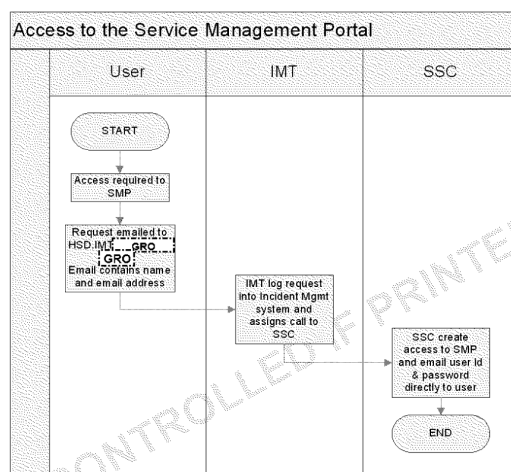 Access to the Service Management Portal
User
IMT
SSC
START
Access required to
SMP
Request emailed to
HSD.IMT GRO
GRO
Email contains name
and email address
IMT log request
into Incident Mgmt
system and
assigns call to
SSC
SSC create
access to SMP
and email user Id
& password
directly to user
END
CONTROLLED IF PRINTE